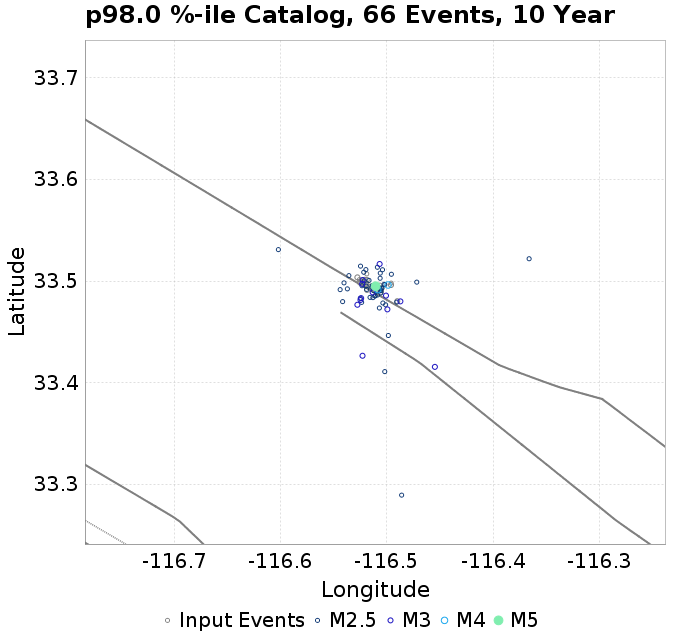 p98.0 %-ile Catalog, 66 Events, 10 Year
33.7
33.6
33.5
33.4
33.3
Latitude
-116.7 -116.6 -116.5 -116.4 -116.3
Longitude
Input Events M2.5 M3 M4 M5